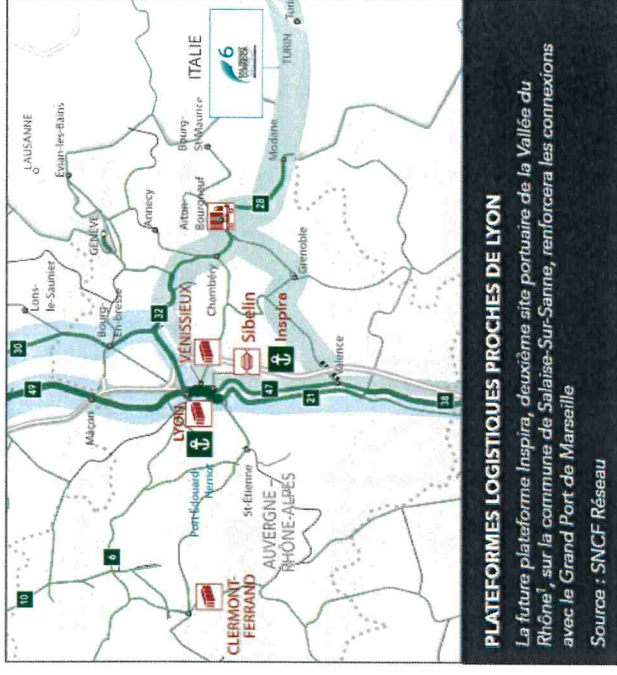 LAUSANNE
Evian-les-Bains
Lons-
le-Saunier
GENÈVE
30
49
Bourg-
En-bresse
Mâcon
Annecy
32
ITALIE
6
Bourg-
St-Maurice
Aiton-
Bourgneuf
10
6
LYON
VÉNISSIEUX
Chambéry
28
Modane
TURIN
Port Edouard
Herriot
Sibelin
Inspira
Grenoble
St-Étienne
CLERMONT-
FERRAND
AUVERGNE –
RHÔNE-ALPES
47
21
Valence
38
PLATEFORMES LOGISTIQUES PROCHES DE LYON
La future plateforme Inspira, deuxième site portuaire de la Vallée du
Rhône¹, sur la commune de Salaise-Sur-Sanne, renforcera les connexions
avec le Grand Port de Marseille
Source : SNCF Réseau